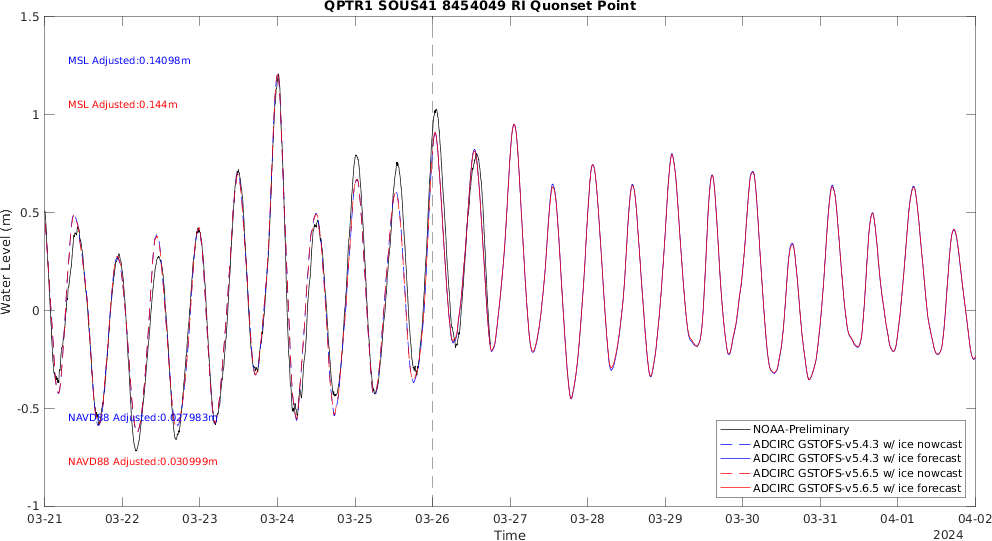 QPTR1 SOUS41 8454049 RI Quonset Point
1.5
MSL Adjusted:0.14098m
MSL Adjusted:0.144m
1
0.5
Water Level (m)
0
-0.5
NAVD88 Adjusted:0.027983m
NAVD88 Adjusted:0.030999m
NOAA-Preliminary
ADCIRC GSTOFS-v5.4.3 w/ ice nowcast
ADCIRC GSTOFS-v5.4.3 w/ ice forecast
ADCIRC GSTOFS-v5.6.5 w/ ice nowcast
ADCIRC GSTOFS-v5.6.5 w/ ice forecast
-1
03-21 03-22 03-23 03-24 03-25 03-26 03-27 03-28 03-29 03-30 03-31 04-01 04-02
Time
2024